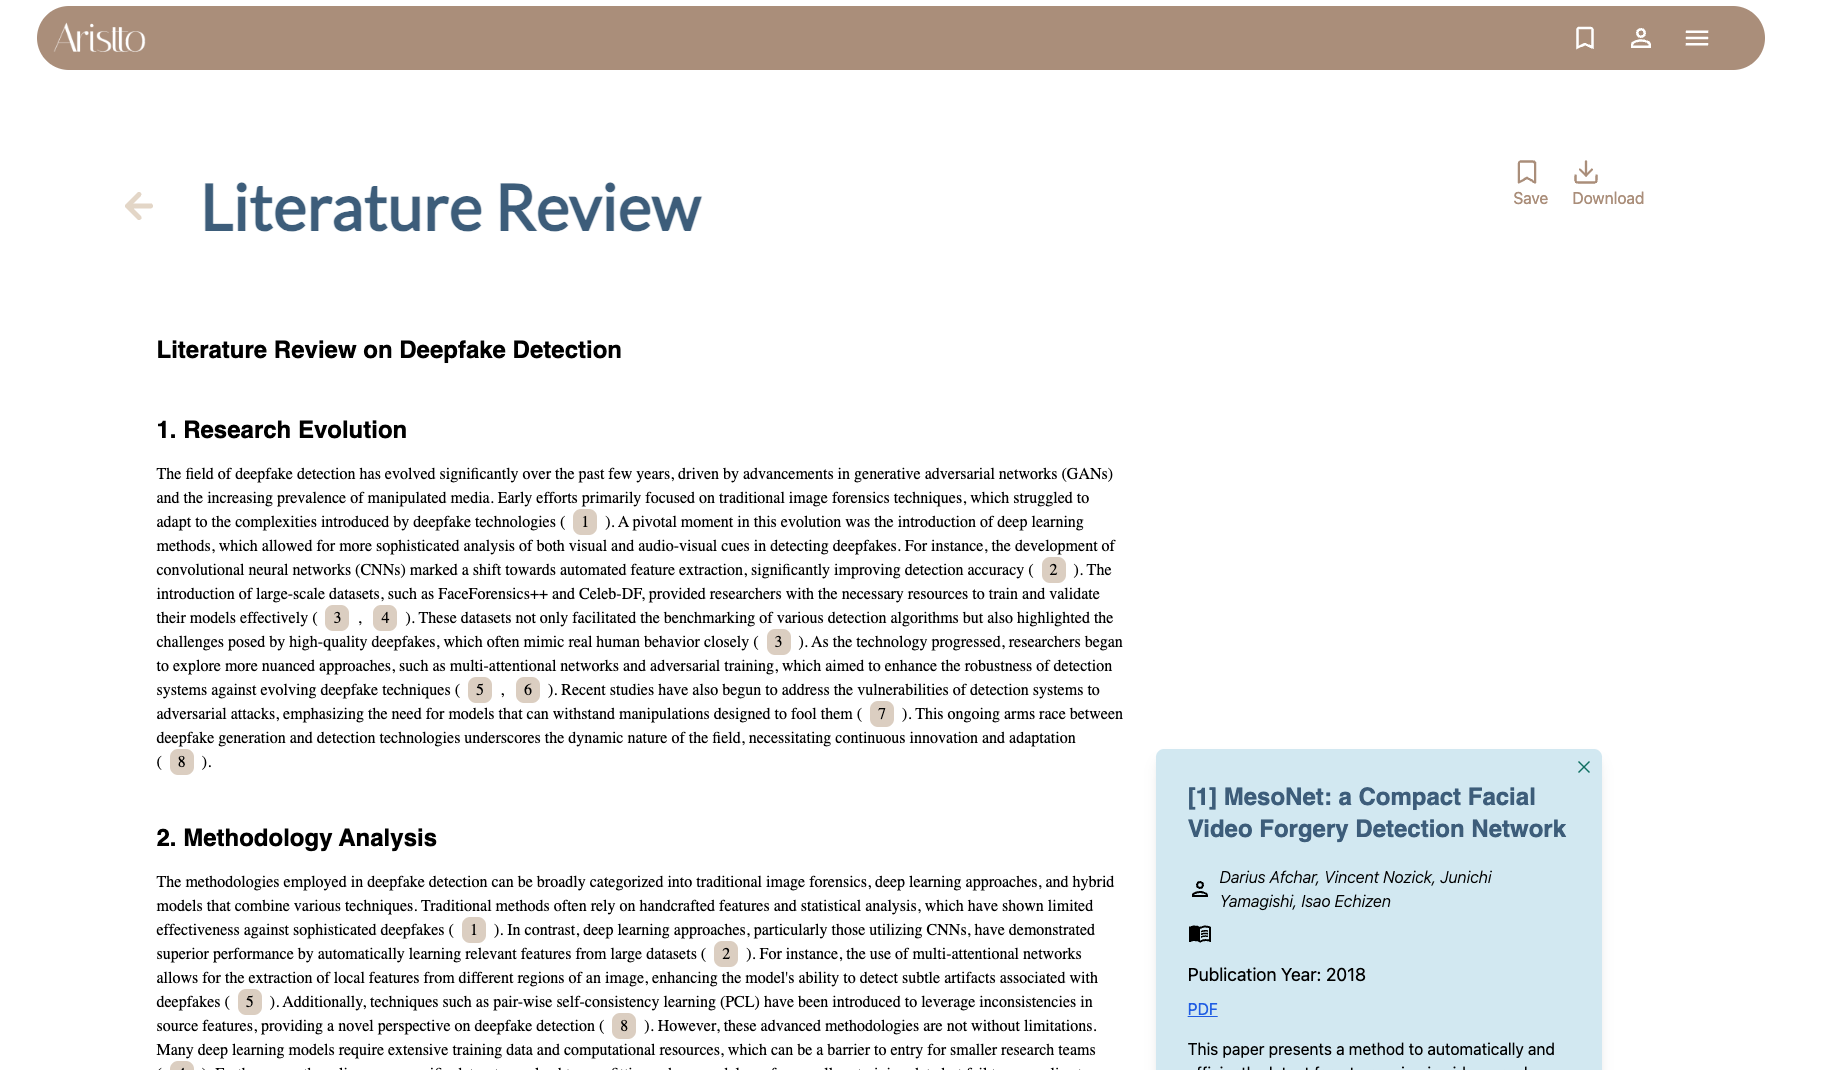 Aristto
Save
Download
Literature Review
Literature Review on Deepfake Detection
1. Research Evolution
The field of deepfake detection has evolved significantly over the past few years, driven by advancements in generative adversarial networks (GANs)
and the increasing prevalence of manipulated media. Early efforts primarily focused on traditional image forensics techniques, which struggled to
adapt to the complexities introduced by deepfake technologies ( 1 ). A pivotal moment in this evolution was the introduction of deep learning
methods, which allowed for more sophisticated analysis of both visual and audio-visual cues in detecting deepfakes. For instance, the development of
convolutional neural networks (CNNs) marked a shift towards automated feature extraction, significantly improving detection accuracy ( 2 ). The
introduction of large-scale datasets, such as FaceForensics++ and Celeb-DF, provided researchers with the necessary resources to train and validate
their models effectively ( 3 , 4 ). These datasets not only facilitated the benchmarking of various detection algorithms but also highlighted the
challenges posed by high-quality deepfakes, which often mimic real human behavior closely ( 3 ). As the technology progressed, researchers began
to explore more nuanced approaches, such as multi-attentional networks and adversarial training, which aimed to enhance the robustness of detection
systems against evolving deepfake techniques ( 5 , 6 ). Recent studies have also begun to address the vulnerabilities of detection systems to
adversarial attacks, emphasizing the need for models that can withstand manipulations designed to fool them ( 7 ). This ongoing arms race between
deepfake generation and detection technologies underscores the dynamic nature of the field, necessitating continuous innovation and adaptation
( 8 ).
2. Methodology Analysis
The methodologies employed in deepfake detection can be broadly categorized into traditional image forensics, deep learning approaches, and hybrid
models that combine various techniques. Traditional methods often rely on handcrafted features and statistical analysis, which have shown limited
effectiveness against sophisticated deepfakes ( 1 ). In contrast, deep learning approaches, particularly those utilizing CNNs, have demonstrated
superior performance by automatically learning relevant features from large datasets ( 2 ). For instance, the use of multi-attentional networks
allows for the extraction of local features from different regions of an image, enhancing the model's ability to detect subtle artifacts associated with
deepfakes ( 5 ). Additionally, techniques such as pair-wise self-consistency learning (PCL) have been introduced to leverage inconsistencies in
source features, providing a novel perspective on deepfake detection ( 8 ). However, these advanced methodologies are not without limitations.
Many deep learning models require extensive training data and computational resources, which can be a barrier to entry for smaller research teams
[1] MesoNet: a Compact Facial
Video Forgery Detection Network
Darius Afchar, Vincent Nozick, Junichi
Yamagishi, Isao Echizen
Publication Year: 2018
PDF
This paper presents a method to automatically and